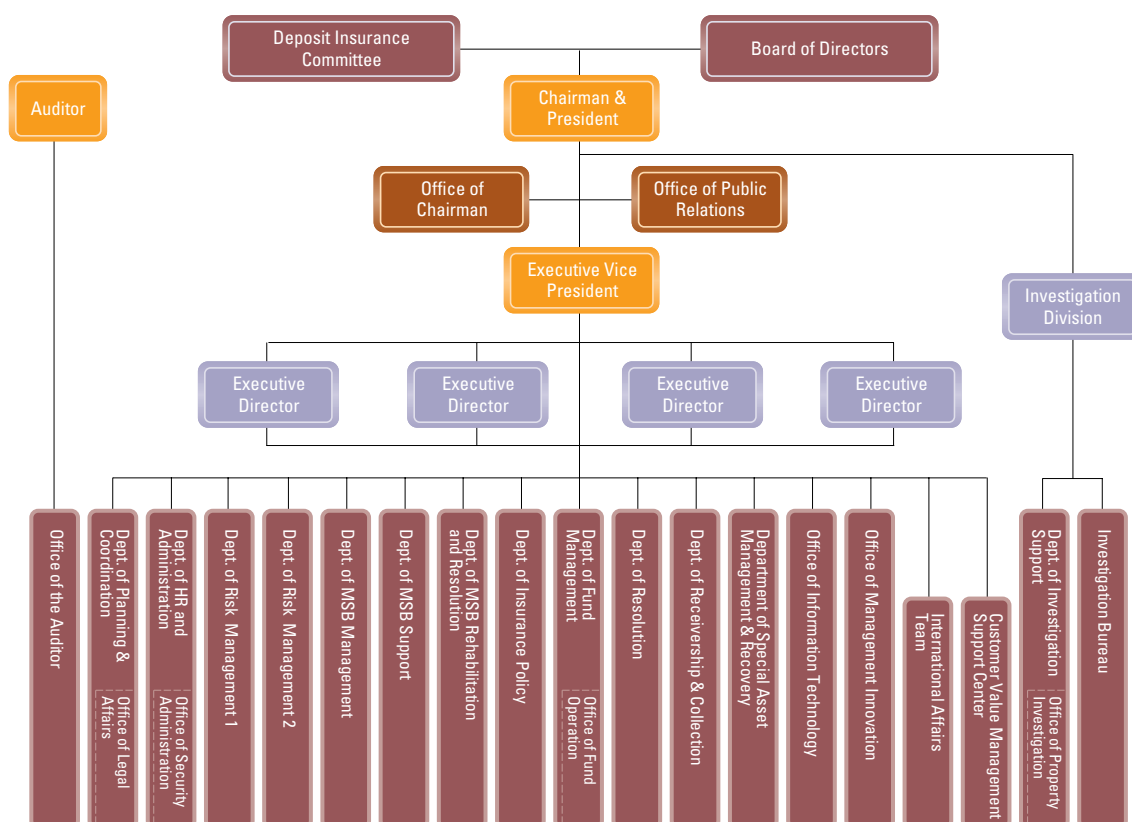 Deposit Insurance
Committee
Board of Directors
Auditor
Chairman &
President
Office of
Chairman
Office of Public
Relations
Executive Vice
President
Investigation
Division
Executive
Director
Executive
Director
Executive
Director
Executive
Director
Office of the Auditor
Dept. of Planning &
Coordination
Office of Legal
Affairs
Dept. of HR and
Administration
Office of Security
Administration
Dept. of Risk Management 1
Dept. of Risk Management 2
Dept. of MSB Management
Dept. of MSB Support
Dept. of MSB Rehabilitation
and Resolution
Dept. of Insurance Policy
Dept. of Fund
Management
Office of Fund
Operation
Dept. of Resolution
Dept. of Receivership & Collection
Department of Special Asset
Management & Recovery
Office of Information Technology
Office of Management Innovation
International Affairs
Team
Customer Value Management
Support Center
Dept. of Investigation
Support
Office of Property
Investigation
Investigation Bureau